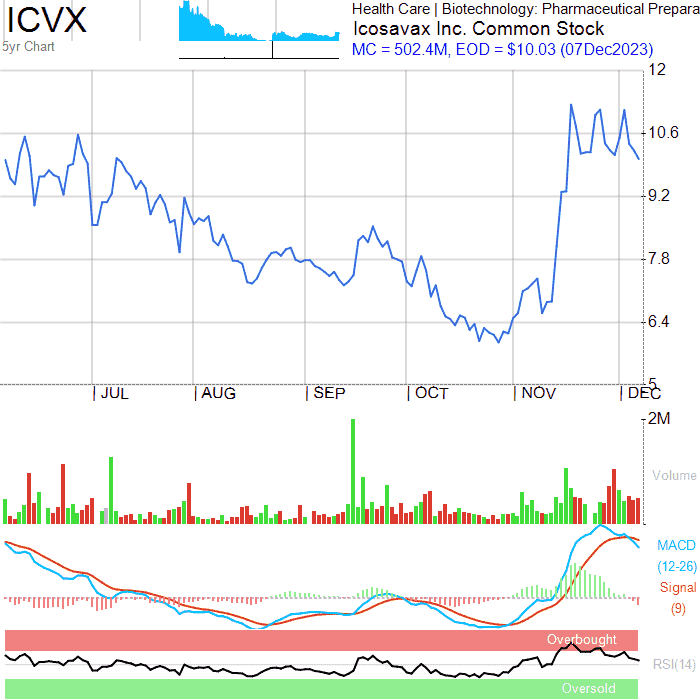 ICVX
5yr Chart
Health Care | Biotechnology: Pharmaceutical Prepara
Icosavax Inc. Common Stock
MC = 502.4M, EOD = $10.03 (07Dec2023)
12
10.6
9.2
7.8
6.4
5
JUL
AUG
SEP
OCT
NOV
DEC
2M
Volume
MACD
(12-26)
Signal
(9)
Overbought
RSI(14)
Oversold